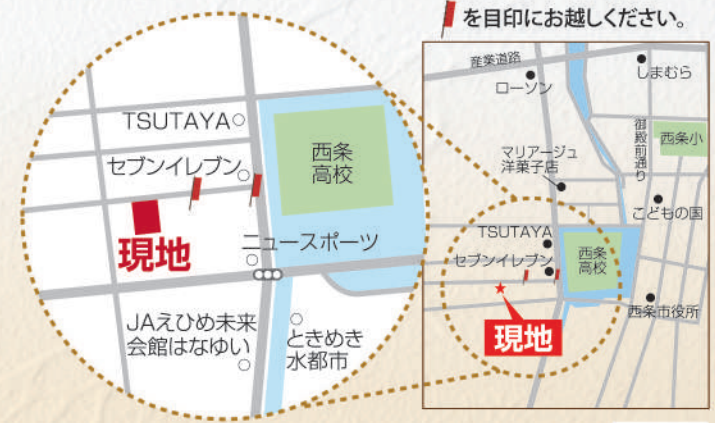 を目印にお越しください。
TSUTAYA
セブンイレブン
西条
高校
現地
ニュースポーツ
JAえひめ未来
会館はなゆい
ときめき
水都市
産業道路
ローソン
しまむら
御殿前通り
西条小
マリアージュ
洋菓子店
こどもの国
TSUTAYA
セブンイレブン
西条
高校
西条市役所
現地